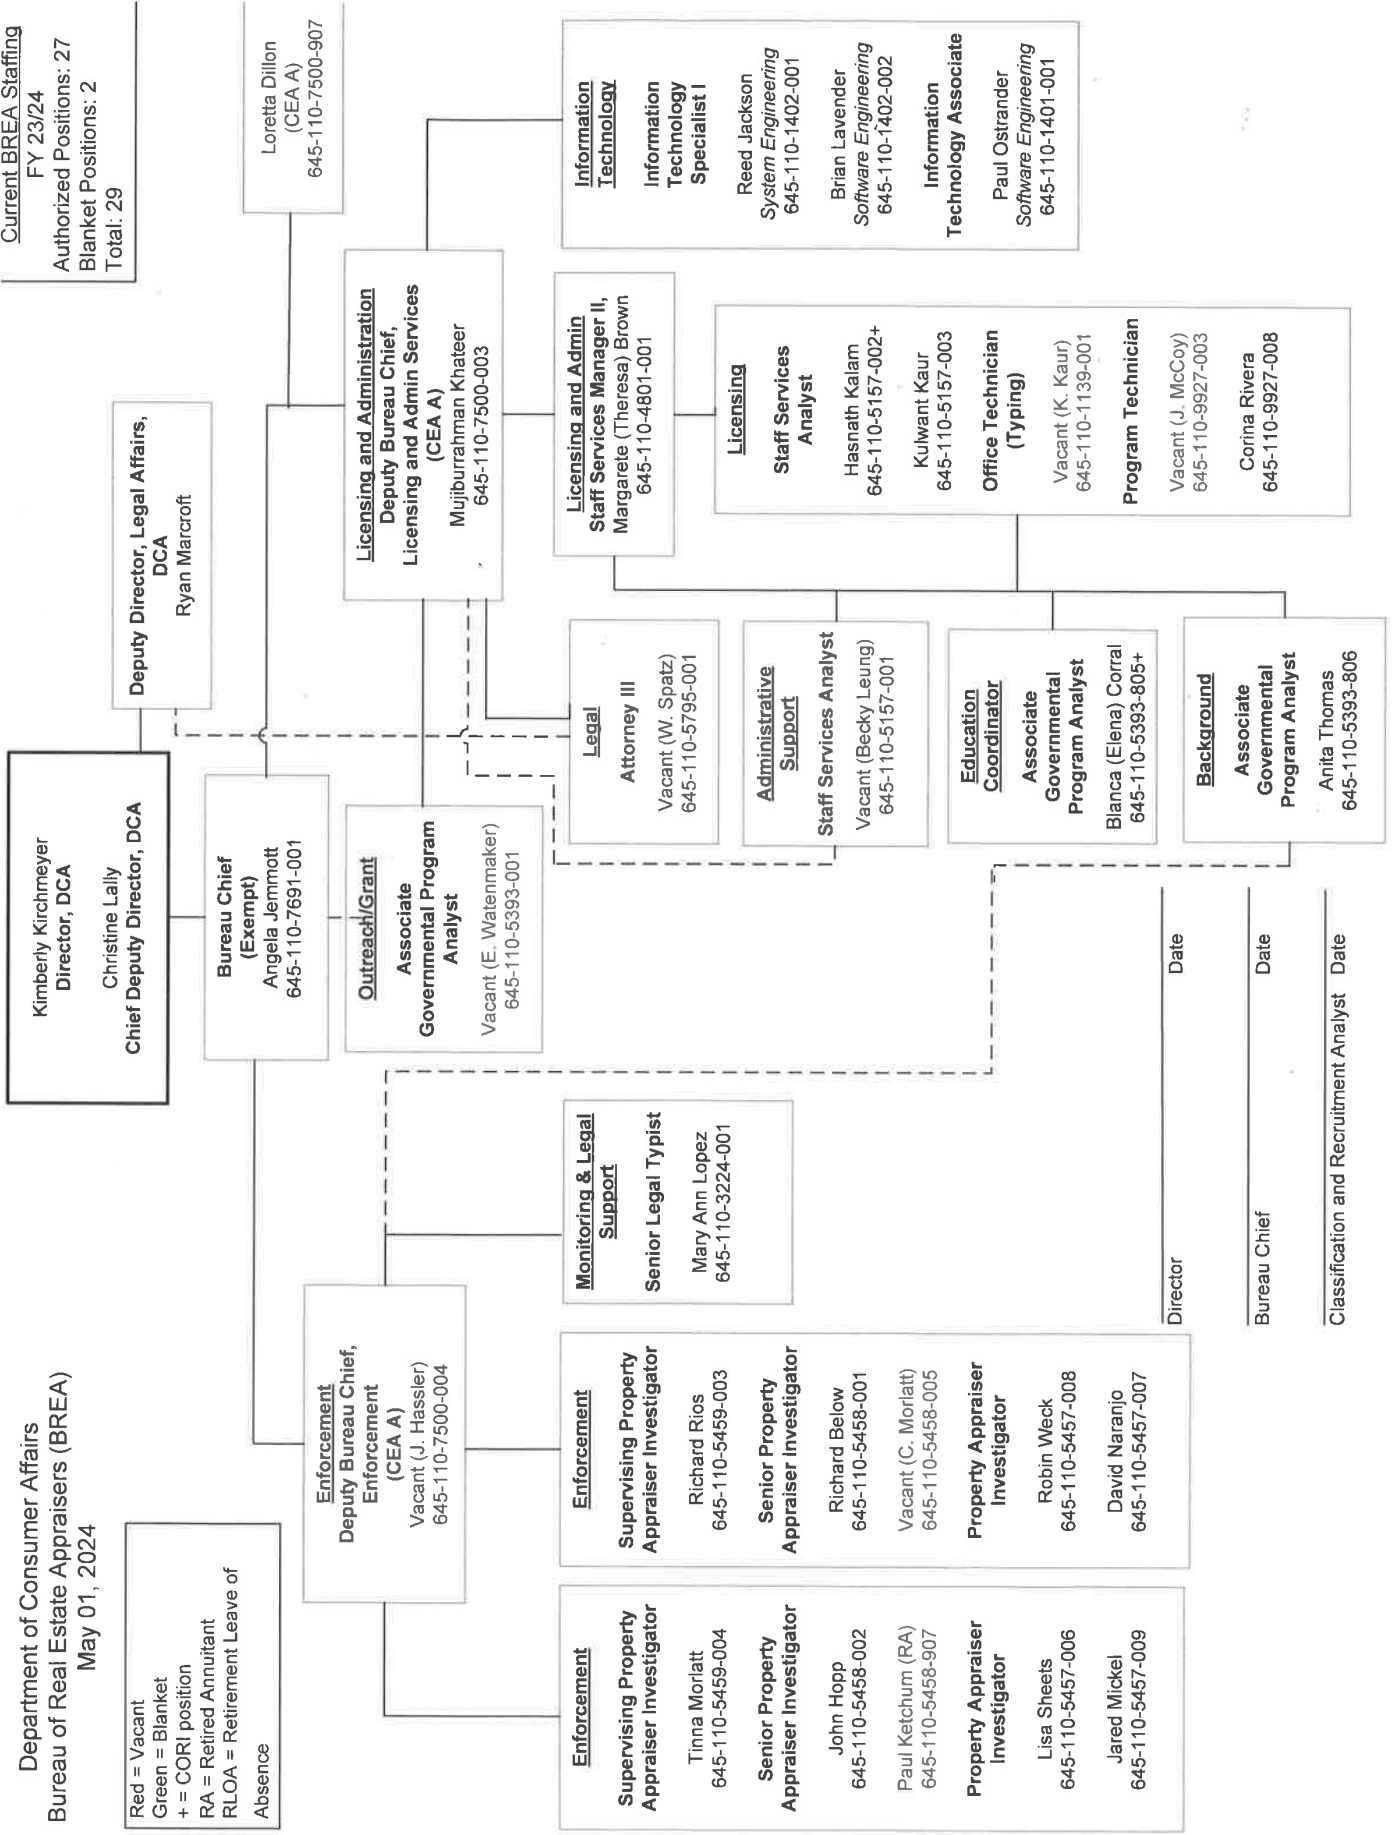 Department of Consumer Affairs
Bureau of Real Estate Appraisers (BREA)
May 01, 2024
Current BREA Staffing
FY 23/24
Authorized Positions: 27
Blanket Positions: 2
Total: 29
Red = Vacant
Green = Blanket
+ = CORI position
RA = Retired Annuitant
RLOA = Retirement Leave of
Absence
Kimberly Kirchmeyer
Director, DCA
Christine Lally
Chief Deputy Director, DCA
Deputy Director, Legal Affairs,
DCA
Ryan Marcroft
Bureau Chief
(Exempt)
Angela Jemmott
645-110-7691-001
Loretta Dillon
(CEA A)
645-110-7500-907
Enforcement
Deputy Bureau Chief,
Enforcement
(CEA A)
Vacant (J. Hassler)
645-110-7500-004
Outreach/Grant
Associate
Governmental Program
Analyst
Vacant (E. Watenmaker)
645-110-5393-001
Licensing and Administration
Deputy Bureau Chief,
Licensing and Admin Services
(CEA A)
Mujiburrahman Khateer
645-110-7500-003
Enforcement
Supervising Property
Appraiser Investigator
Tinna Morlatt
645-110-5459-004
Senior Property
Appraiser Investigator
John Hopp
645-110-5458-002
Paul Ketchum (RA)
645-110-5458-907
Property Appraiser
Investigator
Lisa Sheets
645-110-5457-006
Jared Mickel
645-110-5457-009
Enforcement
Supervising Property
Appraiser Investigator
Richard Rios
645-110-5459-003
Senior Property
Appraiser Investigator
Richard Below
645-110-5458-001
Vacant (C. Morlatt)
645-110-5458-005
Property Appraiser
Investigator
Robin Weck
645-110-5457-008
David Naranjo
645-110-5457-007
Monitoring & Legal
Support
Senior Legal Typist
Mary Ann Lopez
645-110-3224-001
Legal
Attorney III
Vacant (W. Spatz)
645-110-5795-001
Administrative
Support
Staff Services Analyst
Vacant (Becky Leung)
645-110-5157-001
Education
Coordinator
Associate
Governmental
Program Analyst
Blanca (Elena) Corral
645-110-5393-805+
Background
Associate
Governmental
Program Analyst
Anita Thomas
645-110-5393-806
Licensing and Admin
Staff Services Manager II,
Margarete (Theresa) Brown
645-110-4801-001
Licensing
Staff Services
Analyst
Hasnath Kalam
645-110-5157-002+
Kulwant Kaur
645-110-5157-003
Office Technician
(Typing)
Vacant (K. Kaur)
645-110-1139-001
Program Technician
Vacant (J. McCoy)
645-110-9927-003
Corina Rivera
645-110-9927-008
Information
Technology
Information
Technology
Specialist I
Reed Jackson
System Engineering
645-110-1402-001
Brian Lavender
Software Engineering
645-110-1402-002
Information
Technology Associate
Paul Ostrander
Software Engineering
645-110-1401-001
Director Date
Bureau Chief Date
Classification and Recruitment Analyst Date